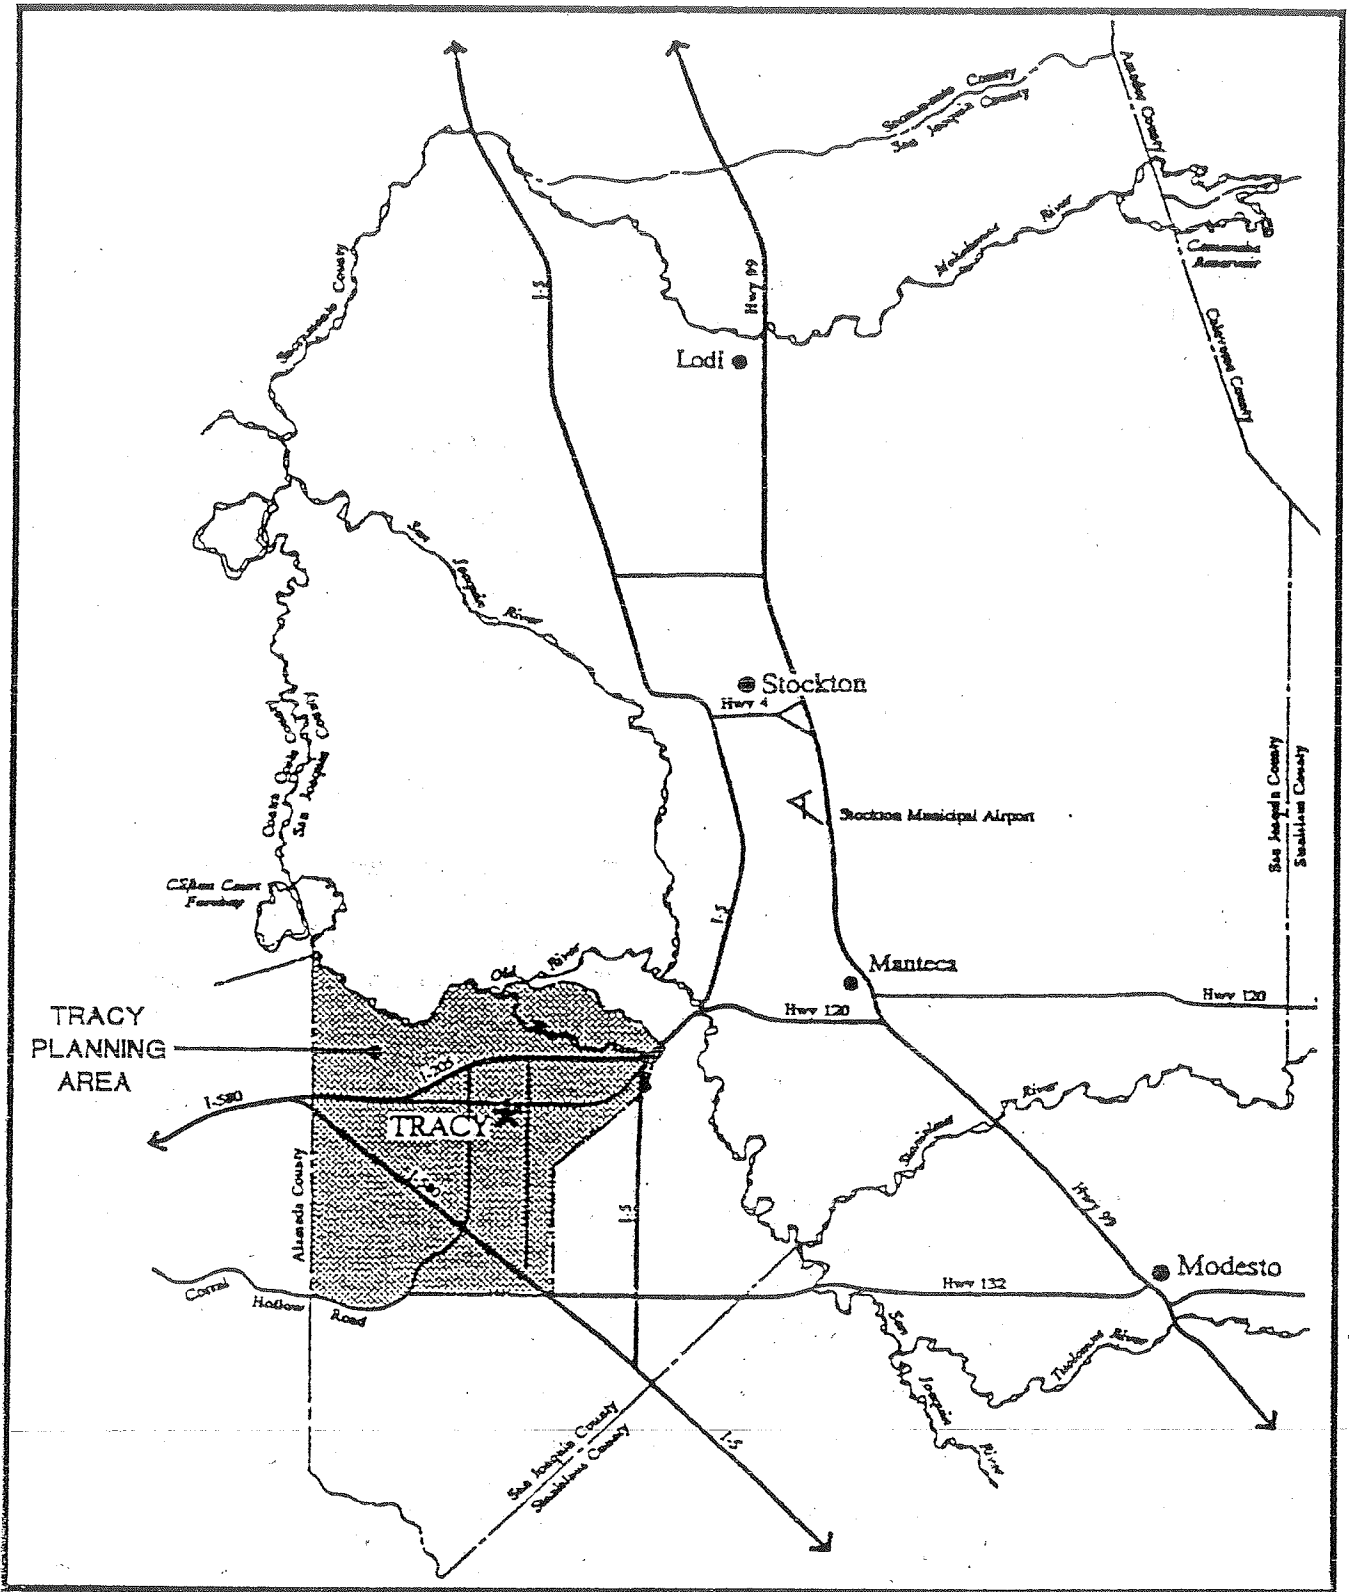 Sacramento County
San Joaquin County
Amador County
Mokelumne River
Camanche
Reservoir
Sacramento County
I-5
Hwy 99
Calaveras County
Lodi
San Joaquin River
Stockton
Hwy 4
Contra Costa County
San Joaquin County
Stockton Municipal Airport
San Joaquin County
Stanislaus County
Clifton Court
Forebay
I-5
Old River
Manteca
Hwy 120
Hwy 120
TRACY
PLANNING
AREA
I-205
I-580
TRACY
Stanislaus River
Alameda County
I-580
I-5
Hwy 99
Modesto
Hwy 132
Corral Hollow Road
San Joaquin River
Tuolumne River
San Joaquin County
Stanislaus County
I-5